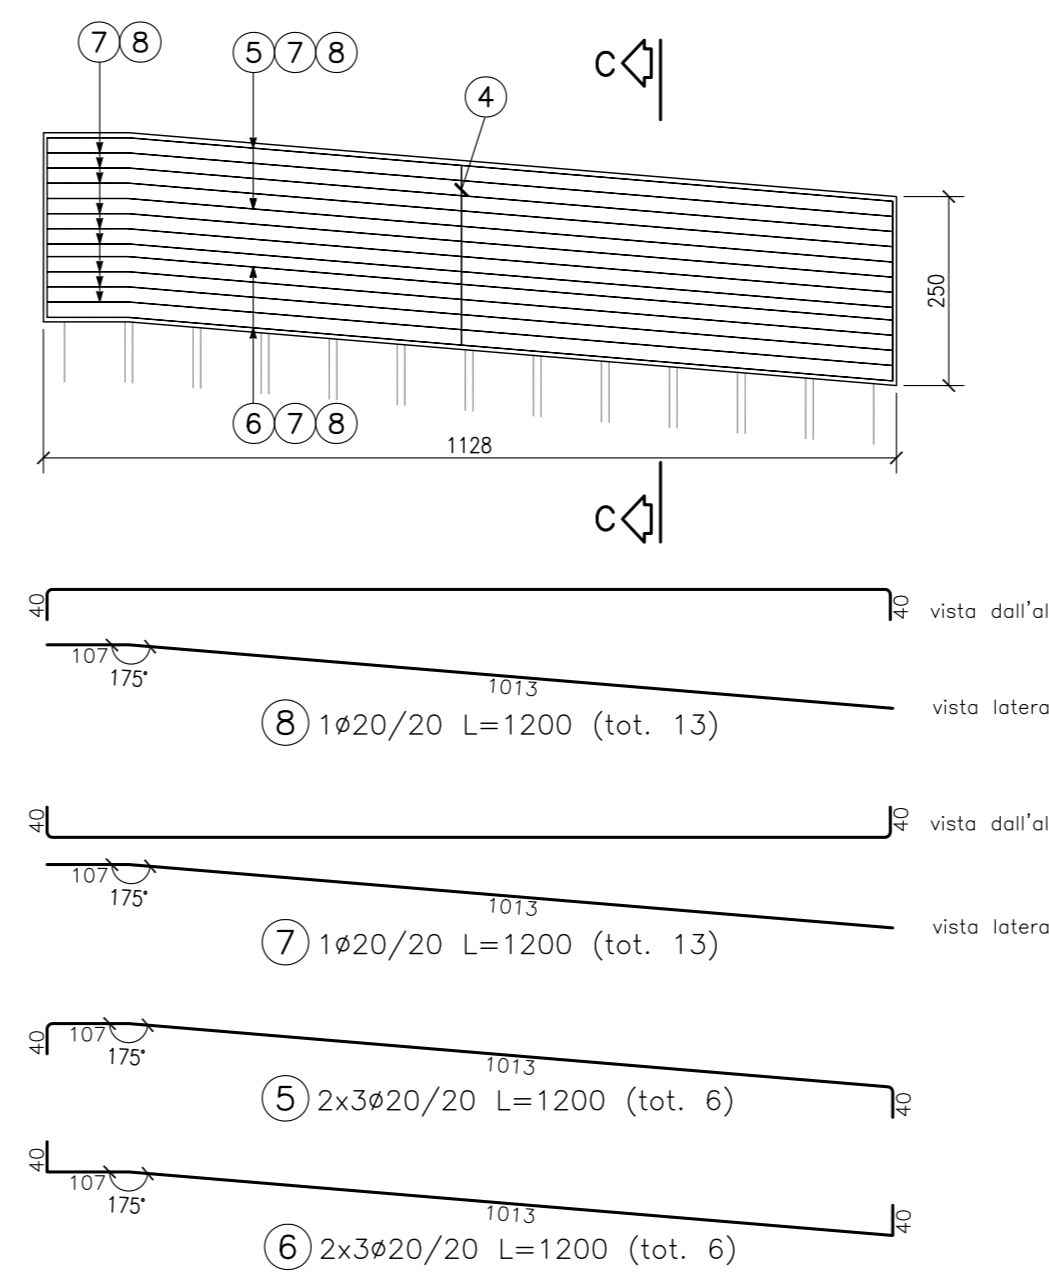 7 8
5 7 8
C
4
250
6 7 8
1128
C
40
40
vista dall'al
107
175°
1013
vista latera
8 1ø20/20 L=1200 (tot. 13)
40
40
vista dall'al
107
175°
1013
vista latera
7 1ø20/20 L=1200 (tot. 13)
40
107
175°
1013
40
5 2x3ø20/20 L=1200 (tot. 6)
40
107
175°
1013
40
6 2x3ø20/20 L=1200 (tot. 6)